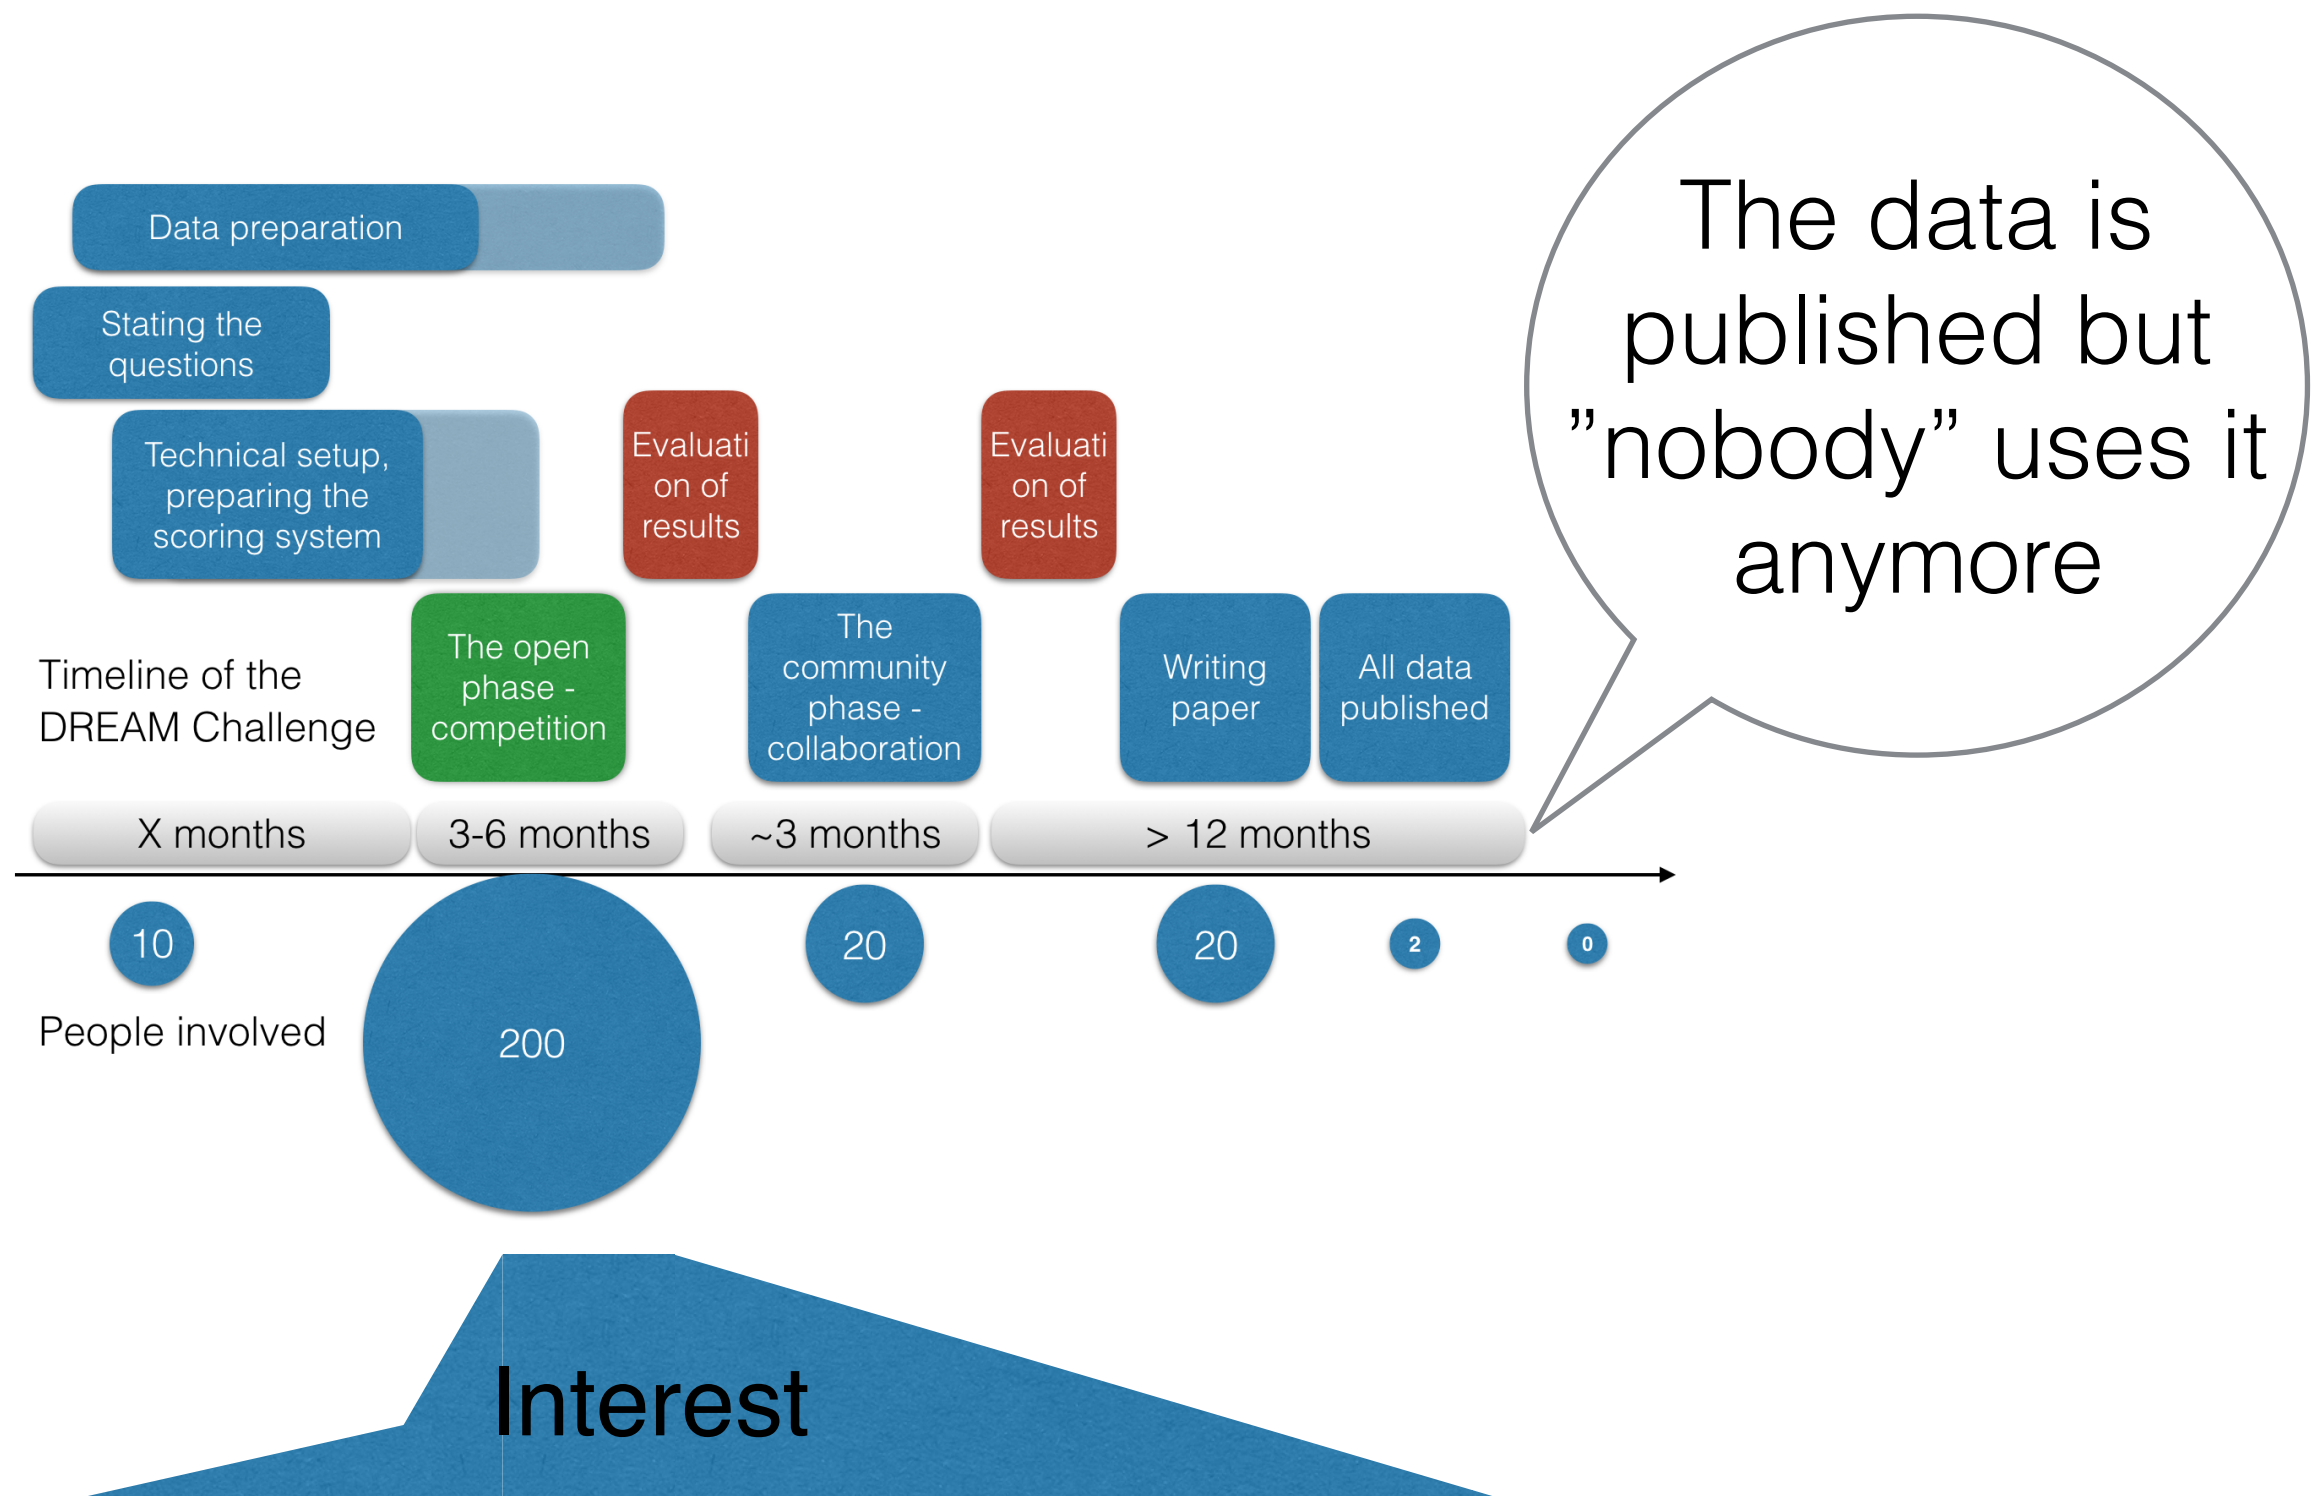 The data is
published but
”nobody” uses it
anymore
Data preparation
Stating the
questions
Technical setup,
preparing the
scoring system
Evaluati
on of
results
Evaluati
on of
results
Timeline of the
DREAM Challenge
The open
phase -
competition
The
community
phase -
collaboration
Writing
paper
All data
published
X months
3-6 months
~3 months
> 12 months
10
200
20
20
2
0
People involved
Interest